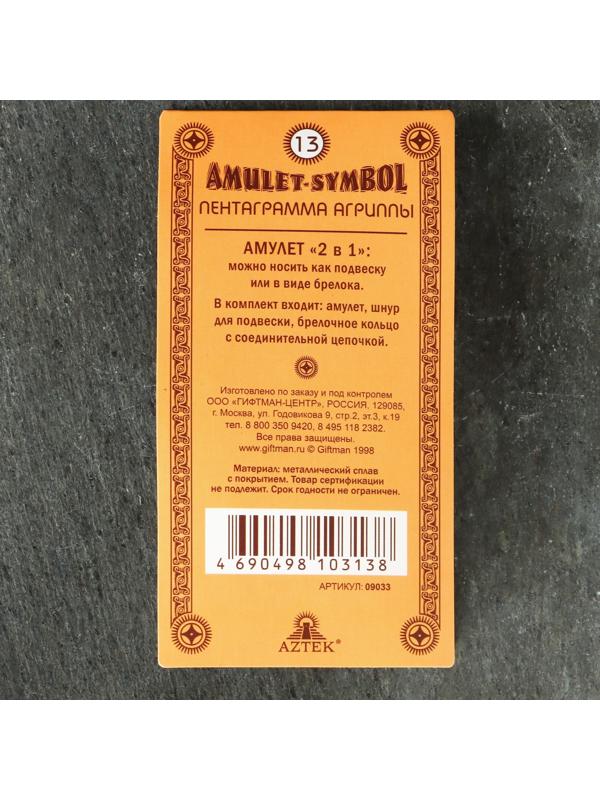 13
AMULET-SYMBOL
ПЕНТАГРАММА АГРИППЫ
АМУЛЕТ «2 в 1»:
можно носить как подвеску
или в виде брелока.
В комплект входит: амулет, шнур
для подвески, брелочное кольцо
с соединительной цепочкой.
Изготовлено по заказу и под контролем
ООО «ГИФТМАН-ЦЕНТР», РОССИЯ, 129085,
г. Москва, ул. Годовикова 9, стр.2, эт.3, к.19
тел. 8 800 350 9420, 8 495 118 2382.
Все права защищены.
www.giftman.ru © Giftman 1998
Материал: металлический сплав
с покрытием. Товар сертификации
не подлежит. Срок годности не ограничен.
4 690498 103138
АРТИКУЛ: 09033
AZTEK®